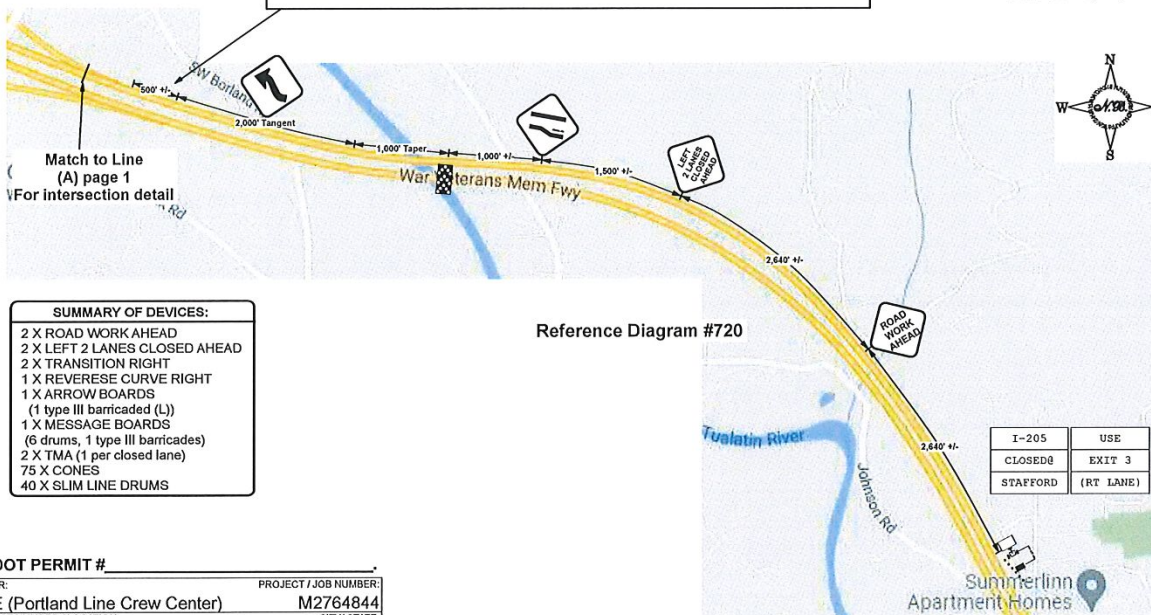 N
W
E
S
N.W.
SW Borland
500' +/-
2,000' Tangent
1,000' Taper
1,000' +/-
1,500' +/-
LEFT
2 LANES
CLOSED
AHEAD
Match to Line
(A) page 1
For intersection detail
Rd
War Veterans Mem Fwy
2,640' +/-
SUMMARY OF DEVICES:
2 X ROAD WORK AHEAD
2 X LEFT 2 LANES CLOSED AHEAD
2 X TRANSITION RIGHT
1 X REVERESE CURVE RIGHT
1 X ARROW BOARDS
(1 type III barricaded (L))
1 X MESSAGE BOARDS
(6 drums, 1 type III barricades)
2 X TMA (1 per closed lane)
75 X CONES
40 X SLIM LINE DRUMS
Reference Diagram #720
ROAD
WORK
AHEAD
Tualatin River
Johnson Rd
2,640' +/-
I-205 USE
CLOSED@ EXIT 3
STAFFORD (RT LANE)
Summerlinn
Apartment Homes
DOT PERMIT #
R: PROJECT / JOB NUMBER:
E (Portland Line Crew Center) M2764844